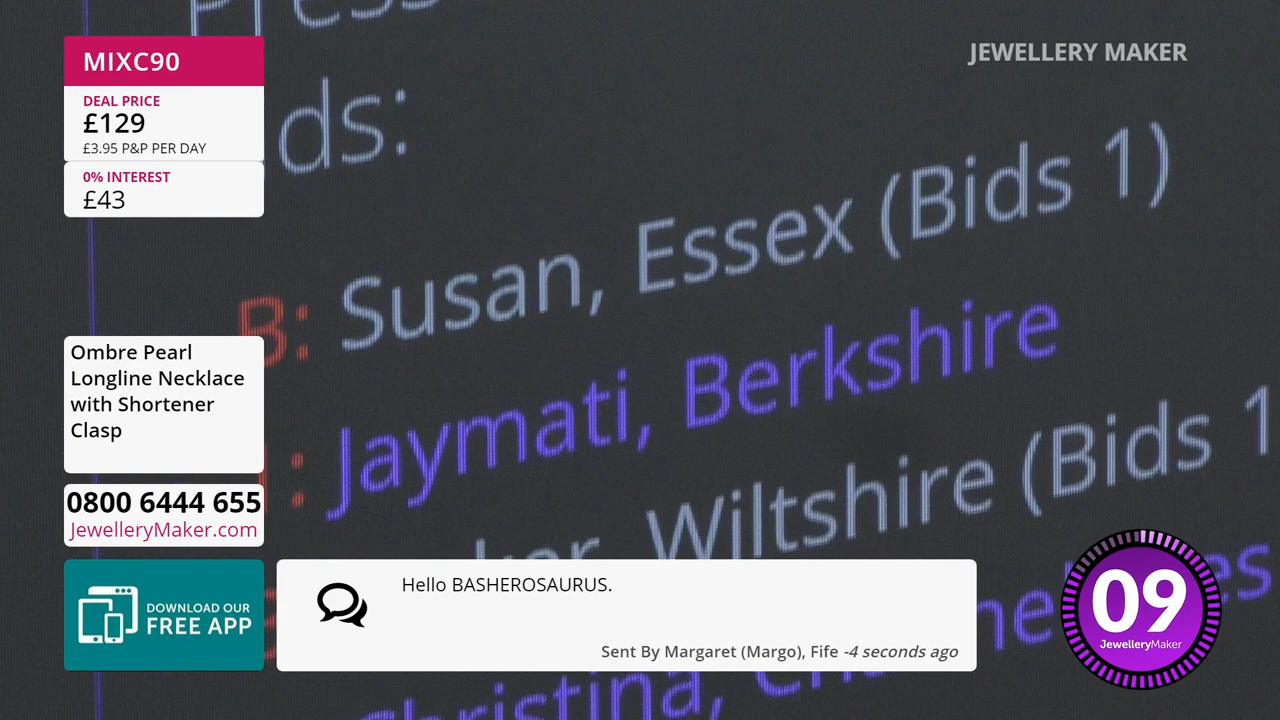 MIXC90
DEAL PRICE
£129
£3.95 P&P PER DAY
0% INTEREST
£43
JEWELLERY MAKER
ds:
B: Susan, Essex (Bids 1)
Jaymati, Berkshire
Wiltshire (Bids 1
Christina,
Ombre Pearl
Longline Necklace
with Shortener
Clasp
0800 6444 655
JewelleryMaker.com
DOWNLOAD OUR
FREE APP
Hello BASHEROSAURUS.
Sent By Margaret (Margo), Fife -4 seconds ago
09
JewelleryMaker